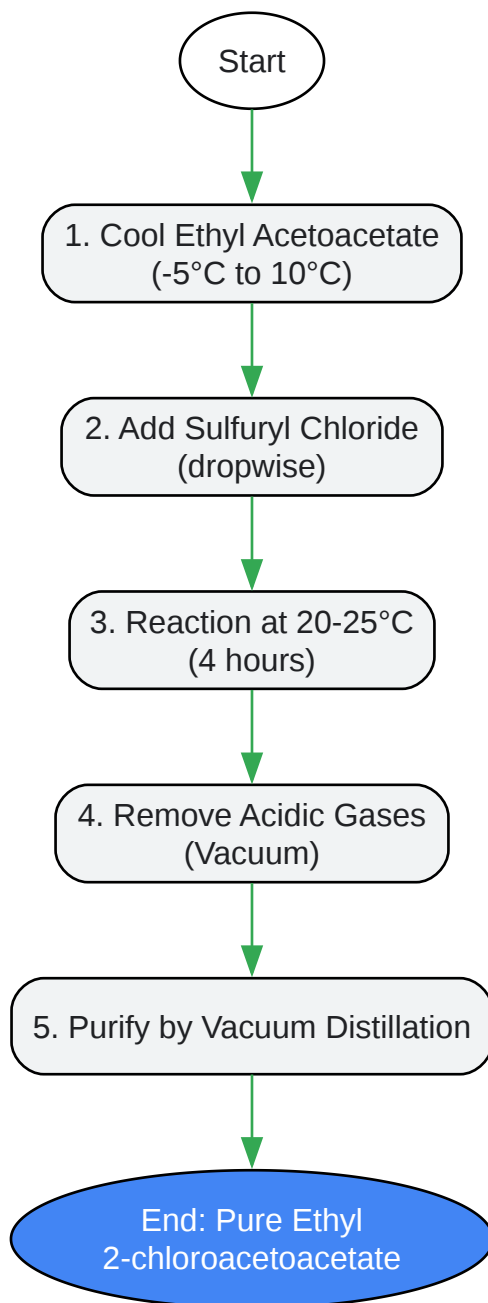 Start
1. Cool Ethyl Acetoacetate
(-5°C to 10°C)
2. Add Sulfuryl Chloride
(dropwise)
3. Reaction at 20-25°C
(4 hours)
4. Remove Acidic Gases
(Vacuum)
5. Purify by Vacuum Distillation
End: Pure Ethyl
2-chloroacetoacetate